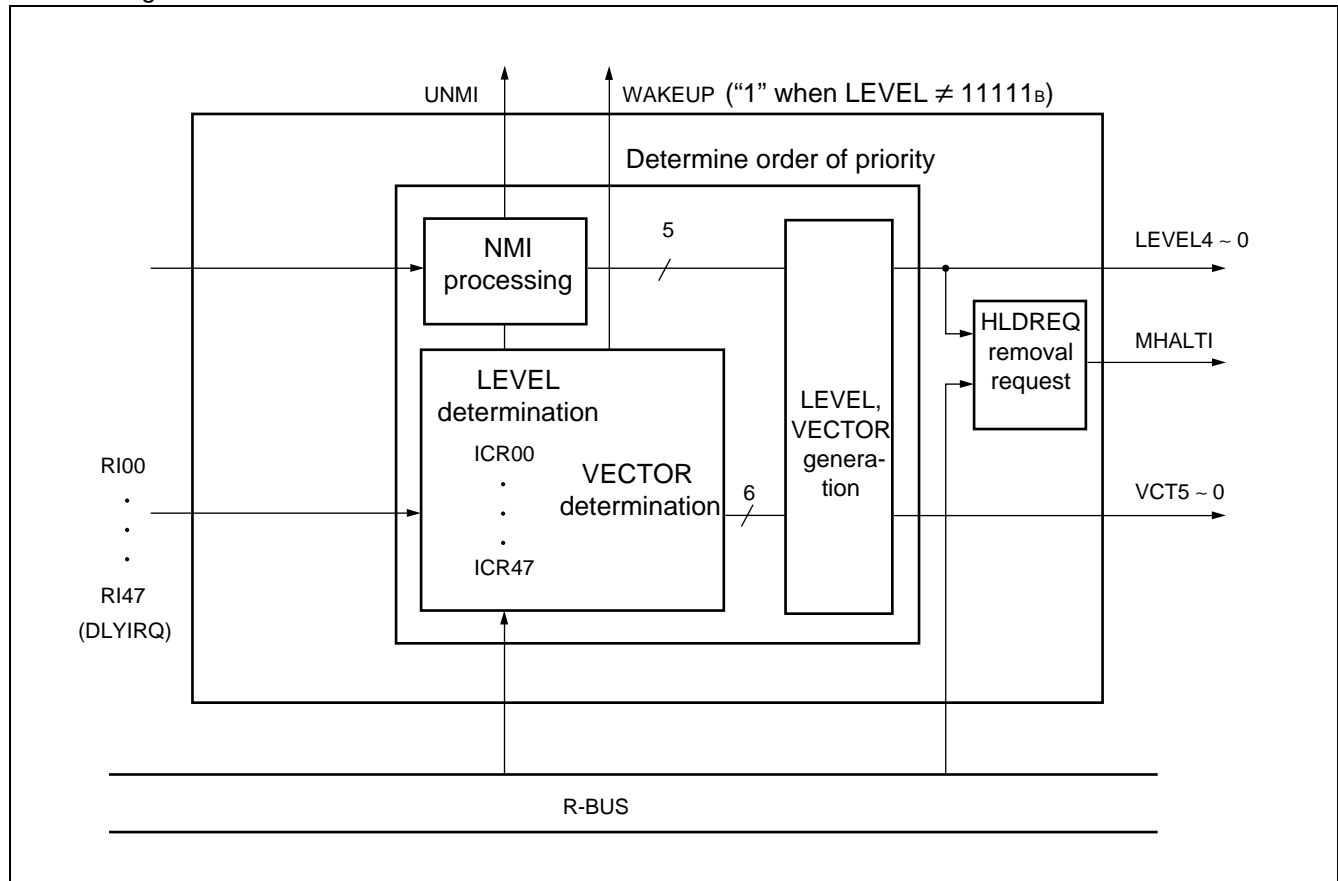 UNMI
WAKEUP (“1” when LEVEL ≠ 11111B)
Determine order of priority
NMI
processing
5
LEVEL4 ~ 0
HLDREQ
removal
request
MHALTI
LEVEL
determination
ICR00
.
.
.
ICR47
VECTOR
determination
6
LEVEL,
VECTOR
genera-
tion
VCT5 ~ 0
RI00
.
.
.
RI47
(DLYIRQ)
R-BUS